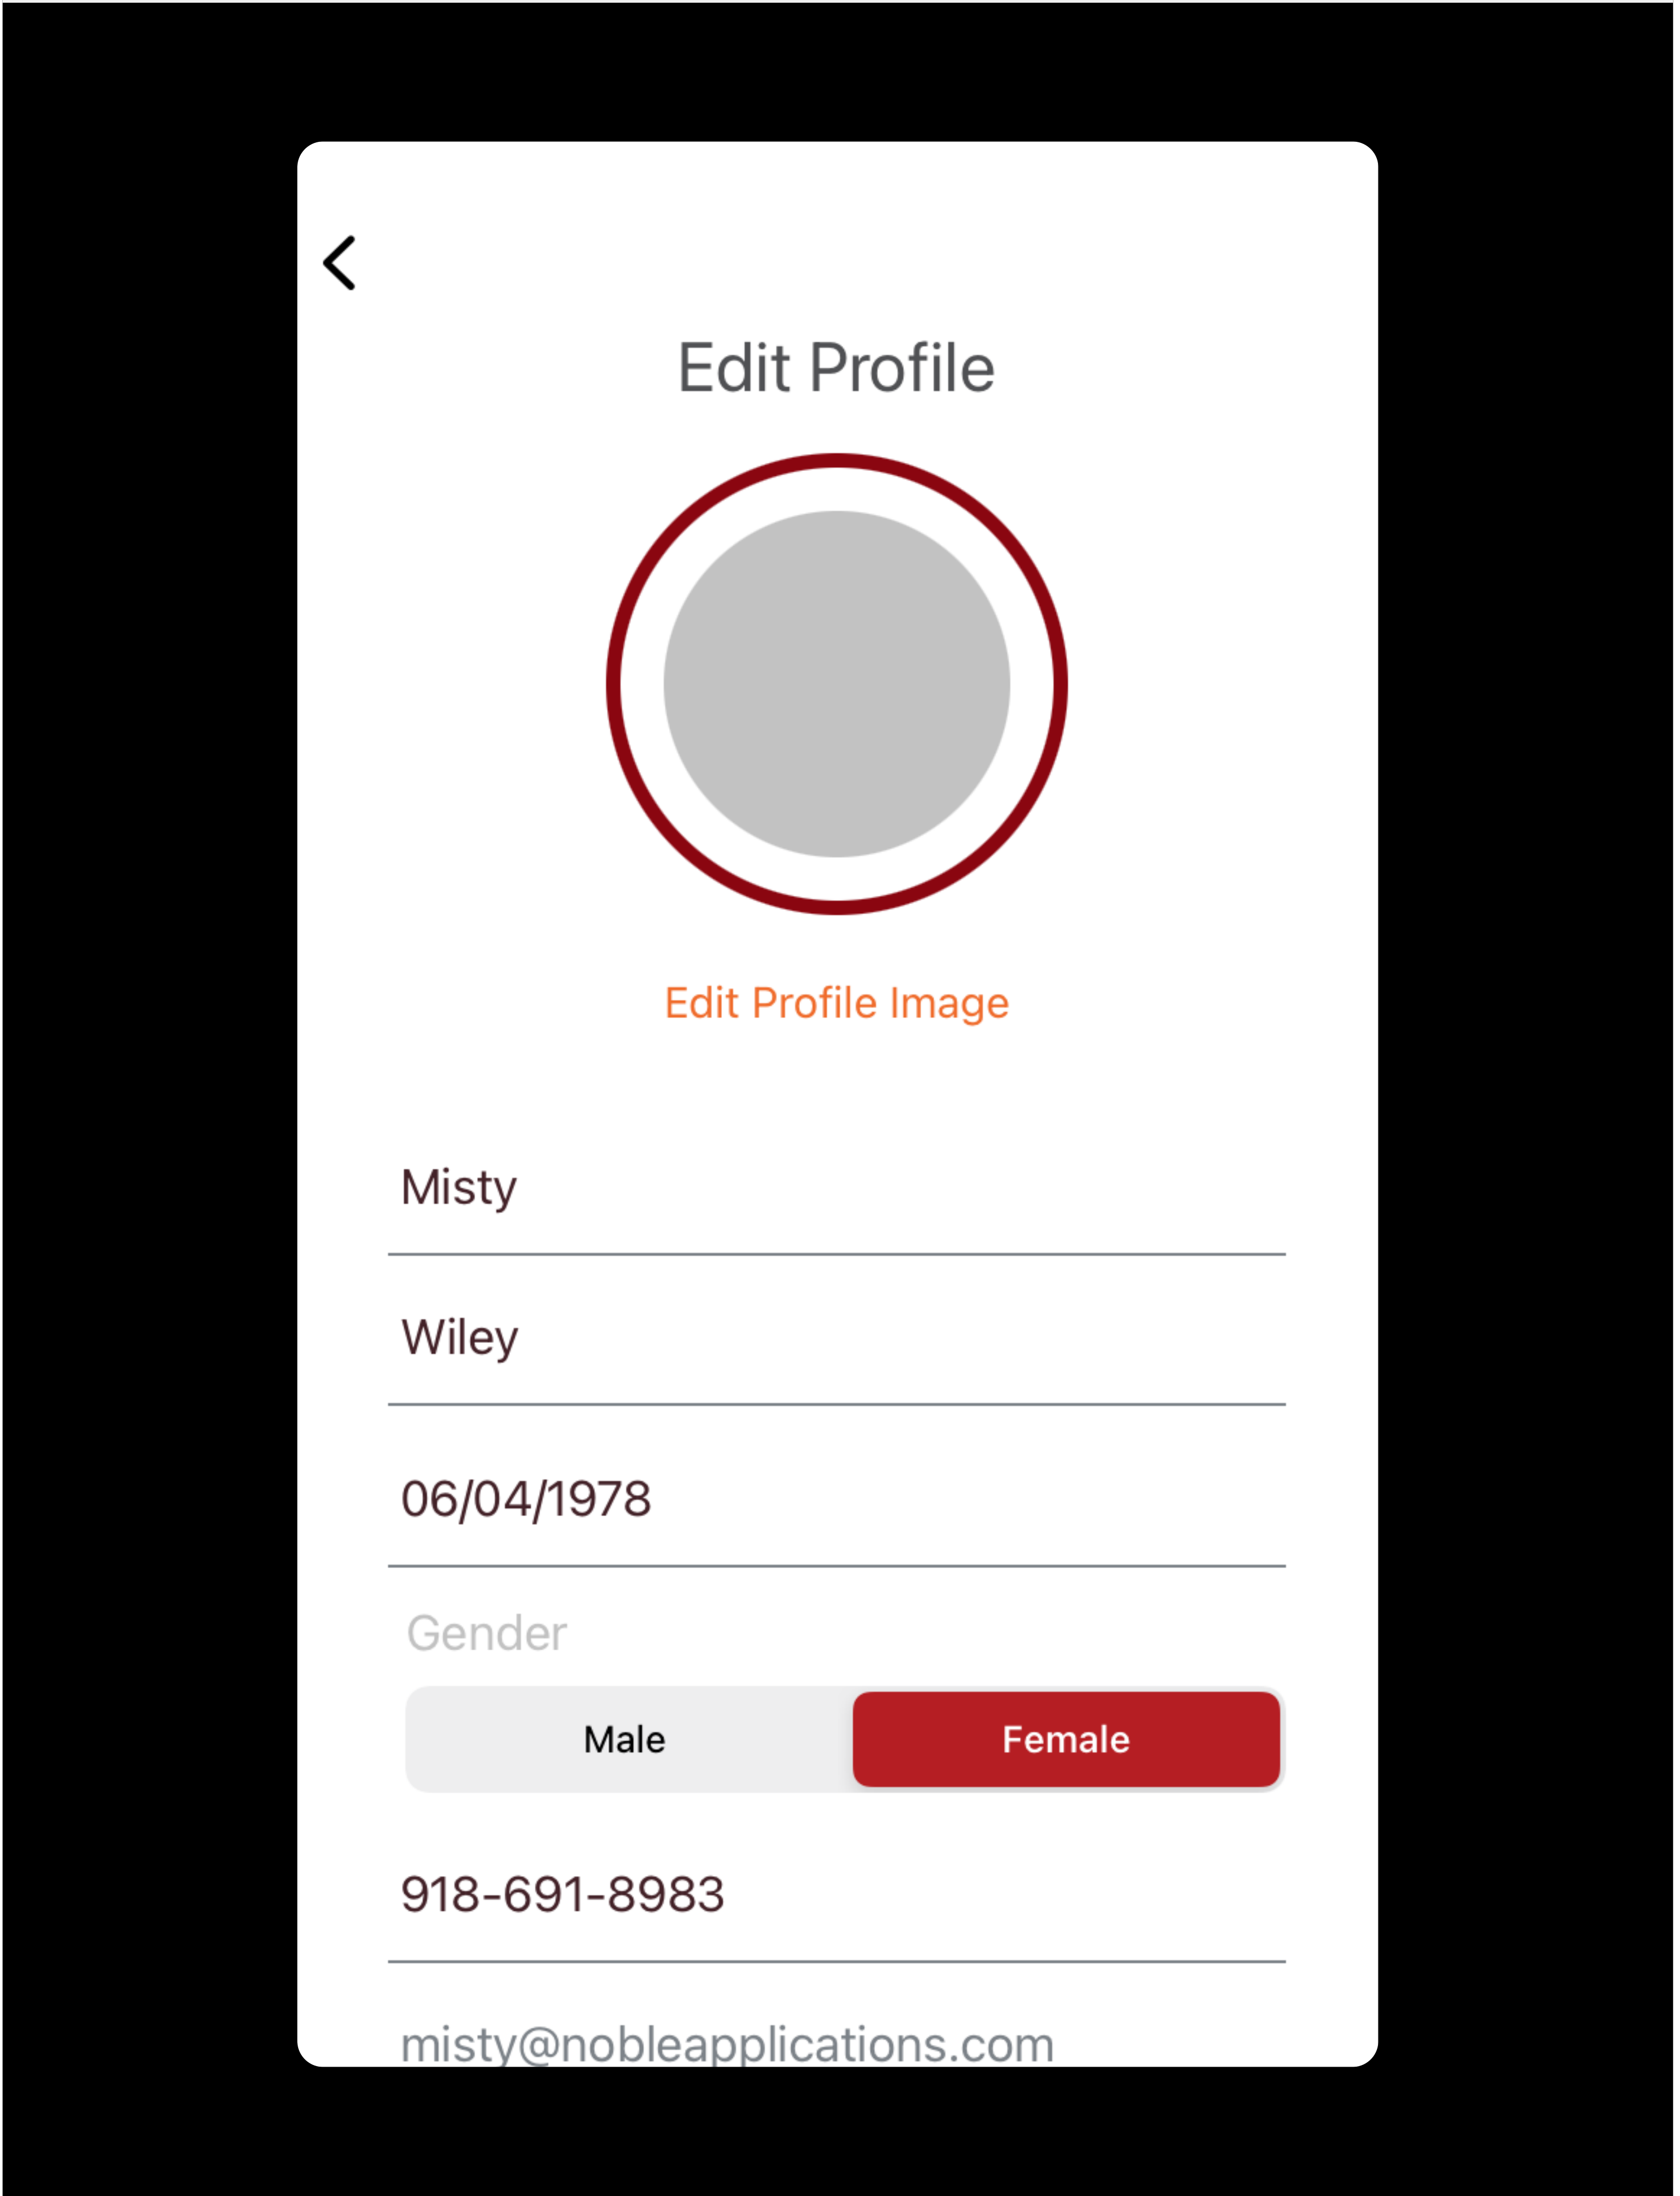 Edit Profile
Edit Profile Image
Misty
Wiley
06/04/1978
Gender
Male Female
918-691-8983
misty@nobleapplications.com